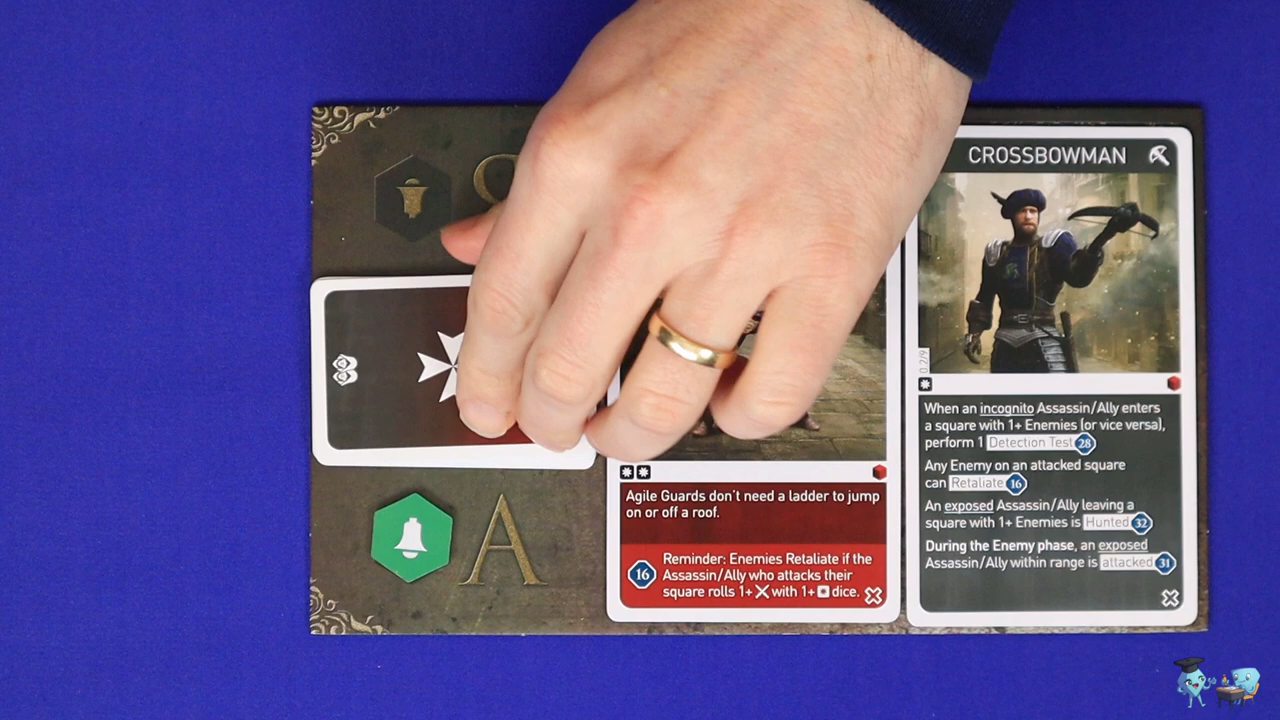 CROSSBOWMAN
0.2/9
When an incognito Assassin/Ally enters
a square with 1+ Enemies (or vice versa),
perform 1 Detection Test 28
Any Enemy on an attacked square
can Retaliate 16
An exposed Assassin/Ally leaving a
square with 1+ Enemies is Hunted 32
During the Enemy phase, an exposed
Assassin/Ally within range is attacked 31
Agile Guards don't need a ladder to jump
on or off a roof.
16
Reminder: Enemies Retaliate if the
Assassin/Ally who attacks their
square rolls 1+ with 1+ dice.
A